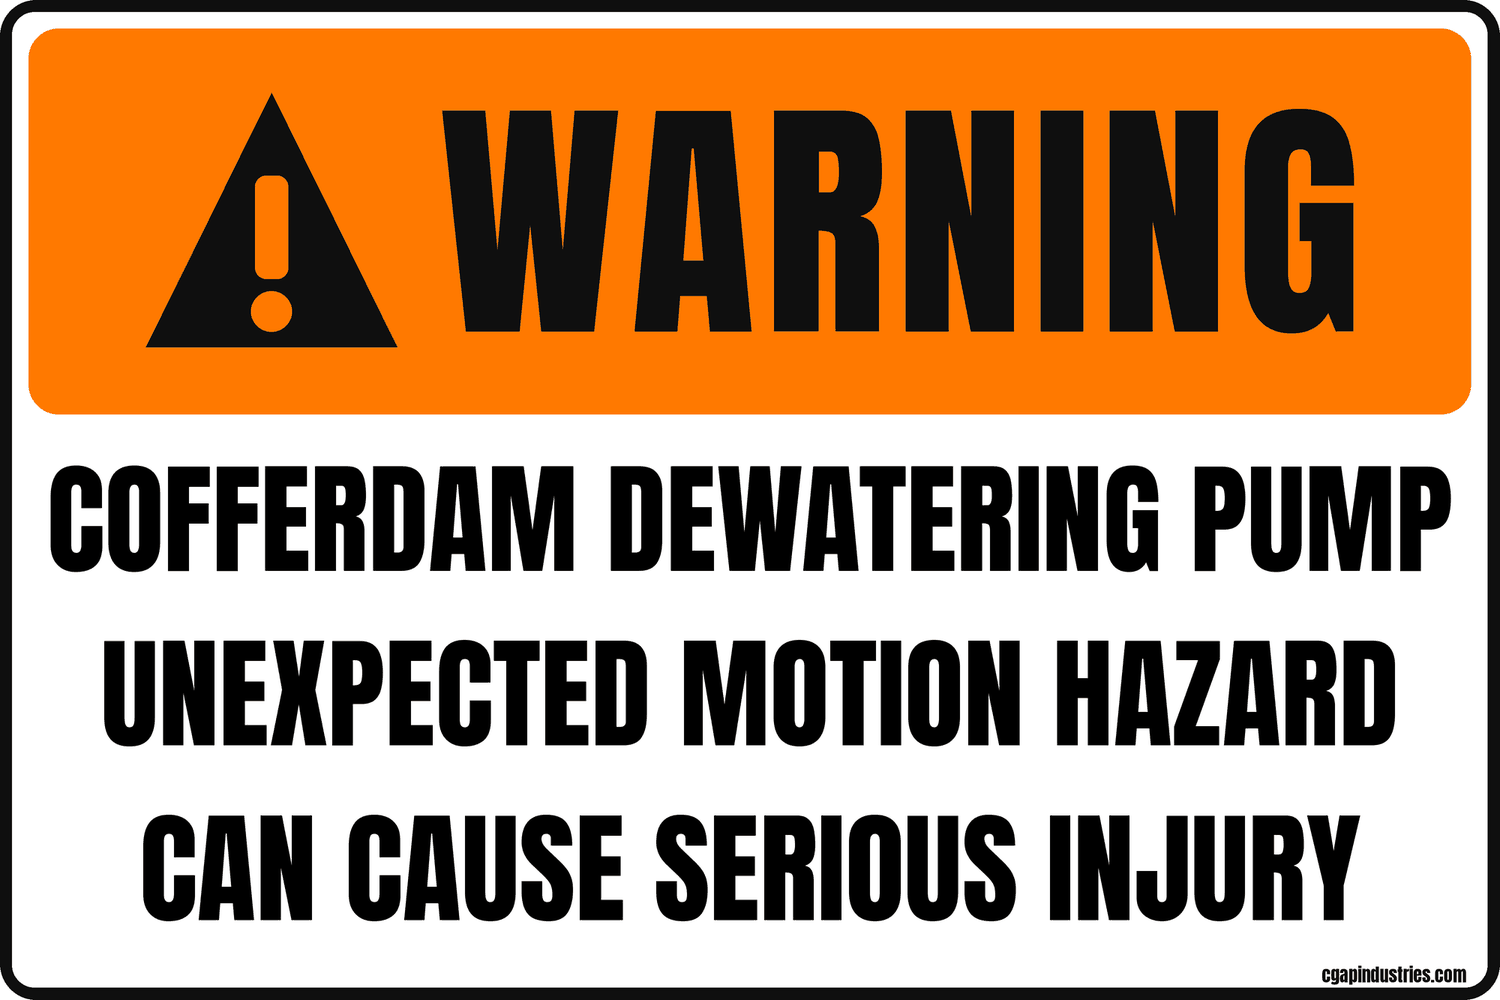 WARNING
COFFERDAM DEWATERING PUMP
UNEXPECTED MOTION HAZARD
CAN CAUSE SERIOUS INJURY
cgapindustries.com